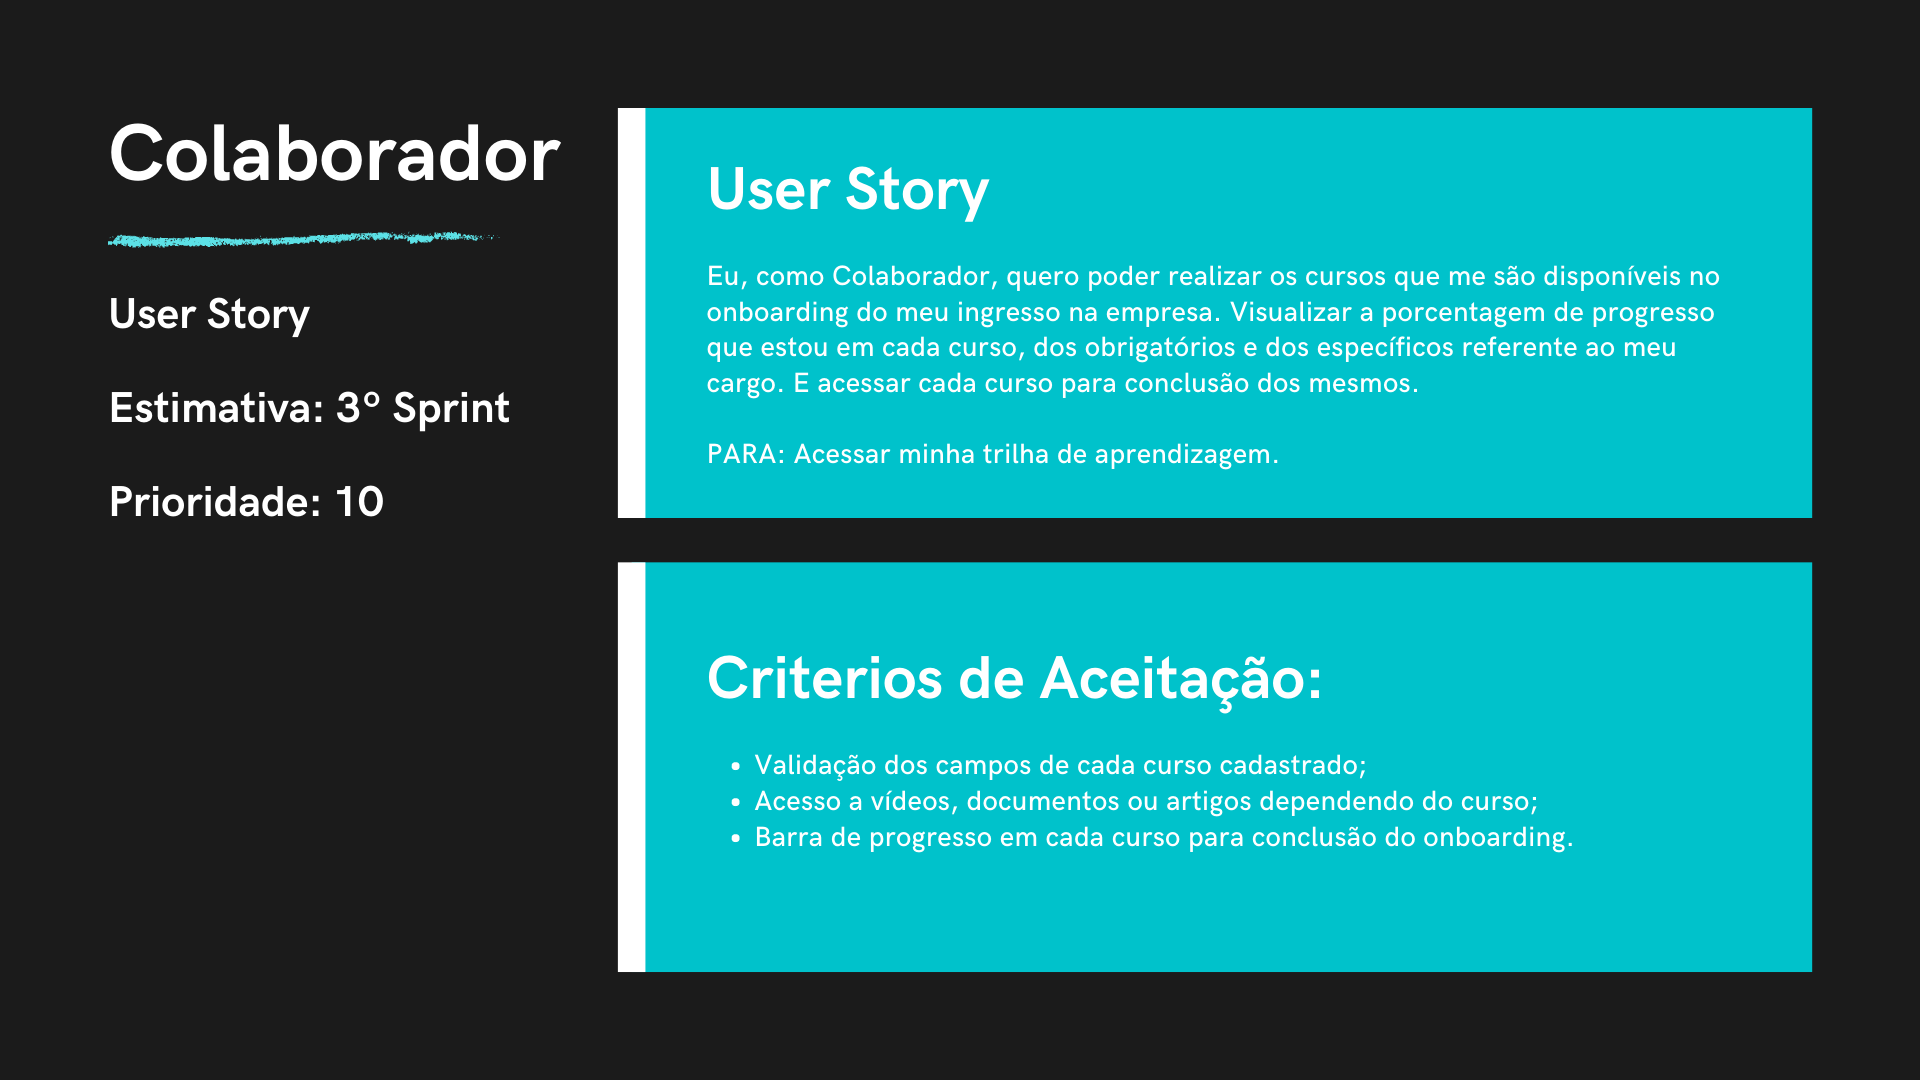 Colaborador
User Story
Estimativa: 3º Sprint
Prioridade: 10
User Story
Eu, como Colaborador, quero poder realizar os cursos que me são disponíveis no
onboarding do meu ingresso na empresa. Visualizar a porcentagem de progresso
que estou em cada curso, dos obrigatórios e dos específicos referente ao meu
cargo. E acessar cada curso para conclusão dos mesmos.
PARA: Acessar minha trilha de aprendizagem.
Criterios de Aceitação:
• Validação dos campos de cada curso cadastrado;
• Acesso a vídeos, documentos ou artigos dependendo do curso;
• Barra de progresso em cada curso para conclusão do onboarding.